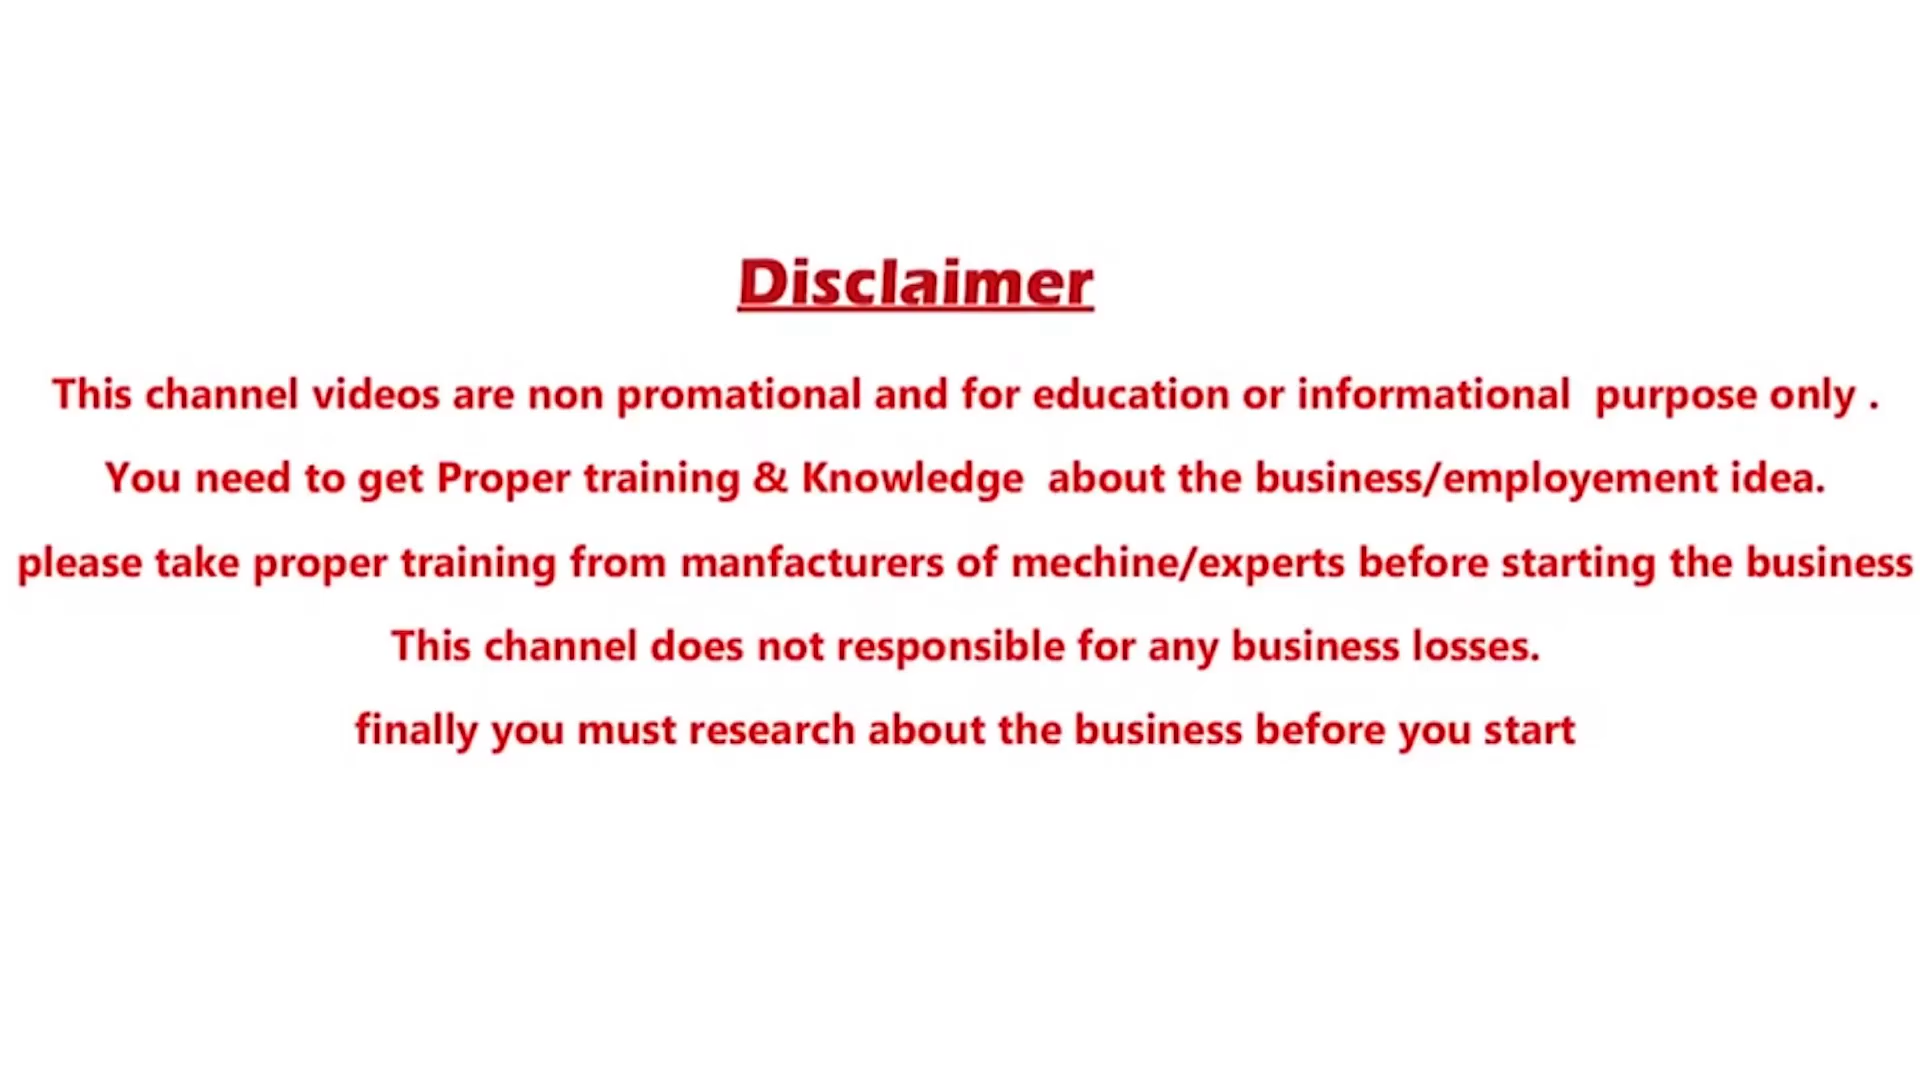 Disclaimer
This channel videos are non promational and for education or informational purpose only .
You need to get Proper training & Knowledge about the business/employement idea.
please take proper training from manfacturers of mechine/experts before starting the business
This channel does not responsible for any business losses.
finally you must research about the business before you start